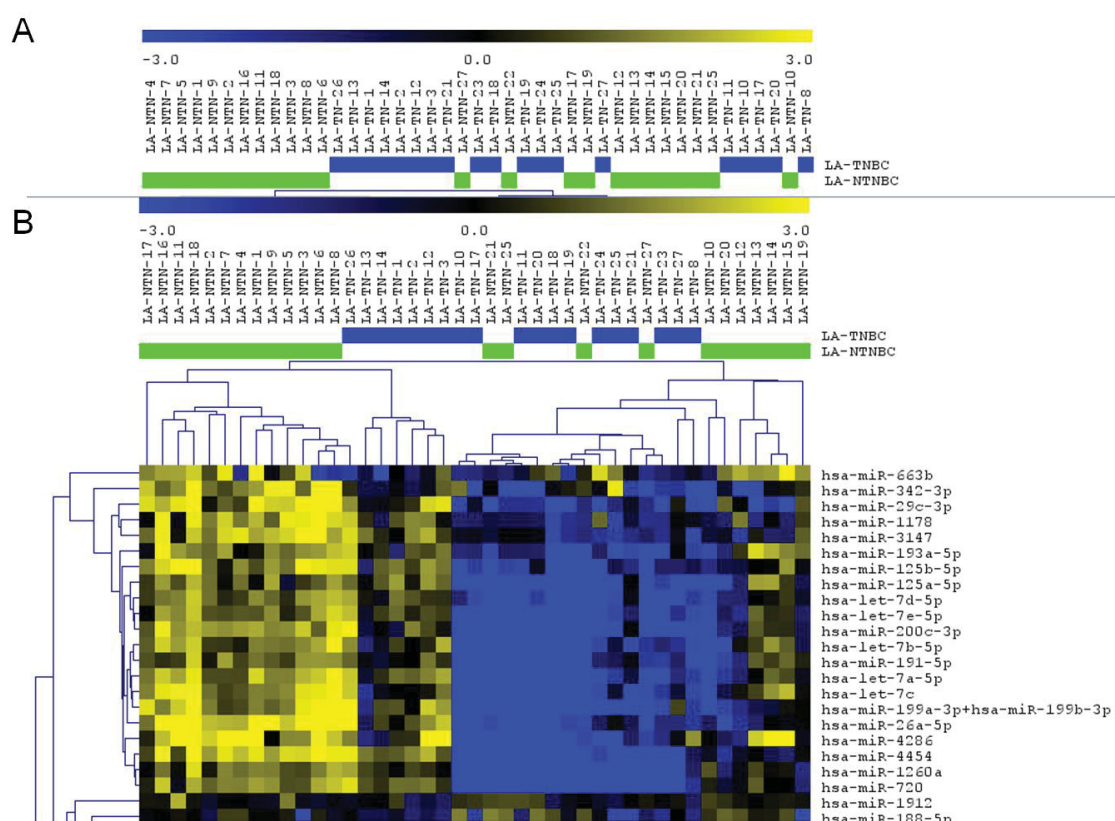 A
-3.0 0.0 3.0
LA-NTN-4
LA-NTN-7
LA-NTN-5
LA-NTN-1
LA-NTN-9
LA-NTN-2
LA-NTN-16
LA-NTN-11
LA-NTN-18
LA-NTN-3
LA-NTN-8
LA-NTN-6
LA-TN-26
LA-TN-13
LA-TN-1
LA-TN-14
LA-TN-2
LA-TN-12
LA-TN-3
LA-TN-21
LA-NTN-27
LA-TN-23
LA-TN-18
LA-NTN-22
LA-TN-19
LA-TN-24
LA-TN-25
LA-NTN-17
LA-NTN-19
LA-TN-27
LA-NTN-12
LA-NTN-13
LA-NTN-14
LA-NTN-15
LA-NTN-20
LA-NTN-21
LA-NTN-25
LA-TN-11
LA-TN-10
LA-TN-17
LA-TN-20
LA-NTN-10
LA-TN-8
LA-TNBC
LA-NTNBC
B
-3.0 0.0 3.0
LA-NTN-17
LA-NTN-16
LA-NTN-11
LA-NTN-18
LA-NTN-2
LA-NTN-7
LA-NTN-4
LA-NTN-1
LA-NTN-9
LA-NTN-5
LA-NTN-3
LA-NTN-6
LA-NTN-8
LA-TN-26
LA-TN-13
LA-TN-14
LA-TN-1
LA-TN-2
LA-TN-12
LA-TN-3
LA-TN-10
LA-TN-17
LA-NTN-21
LA-NTN-25
LA-TN-11
LA-TN-20
LA-TN-18
LA-TN-19
LA-NTN-22
LA-TN-24
LA-TN-25
LA-TN-21
LA-NTN-27
LA-TN-23
LA-TN-27
LA-TN-8
LA-NTN-10
LA-NTN-20
LA-NTN-12
LA-NTN-13
LA-NTN-14
LA-NTN-15
LA-NTN-19
LA-TNBC
LA-NTNBC
hsa-miR-663b
hsa-miR-342-3p
hsa-miR-29c-3p
hsa-miR-1178
hsa-miR-3147
hsa-miR-193a-5p
hsa-miR-125b-5p
hsa-miR-125a-5p
hsa-let-7d-5p
hsa-let-7e-5p
hsa-miR-200c-3p
hsa-let-7b-5p
hsa-miR-191-5p
hsa-let-7a-5p
hsa-let-7c
hsa-miR-199a-3p+hsa-miR-199b-3p
hsa-miR-26a-5p
hsa-miR-4286
hsa-miR-4454
hsa-miR-1260a
hsa-miR-720
hsa-miR-1912
hsa-miR-188-5p